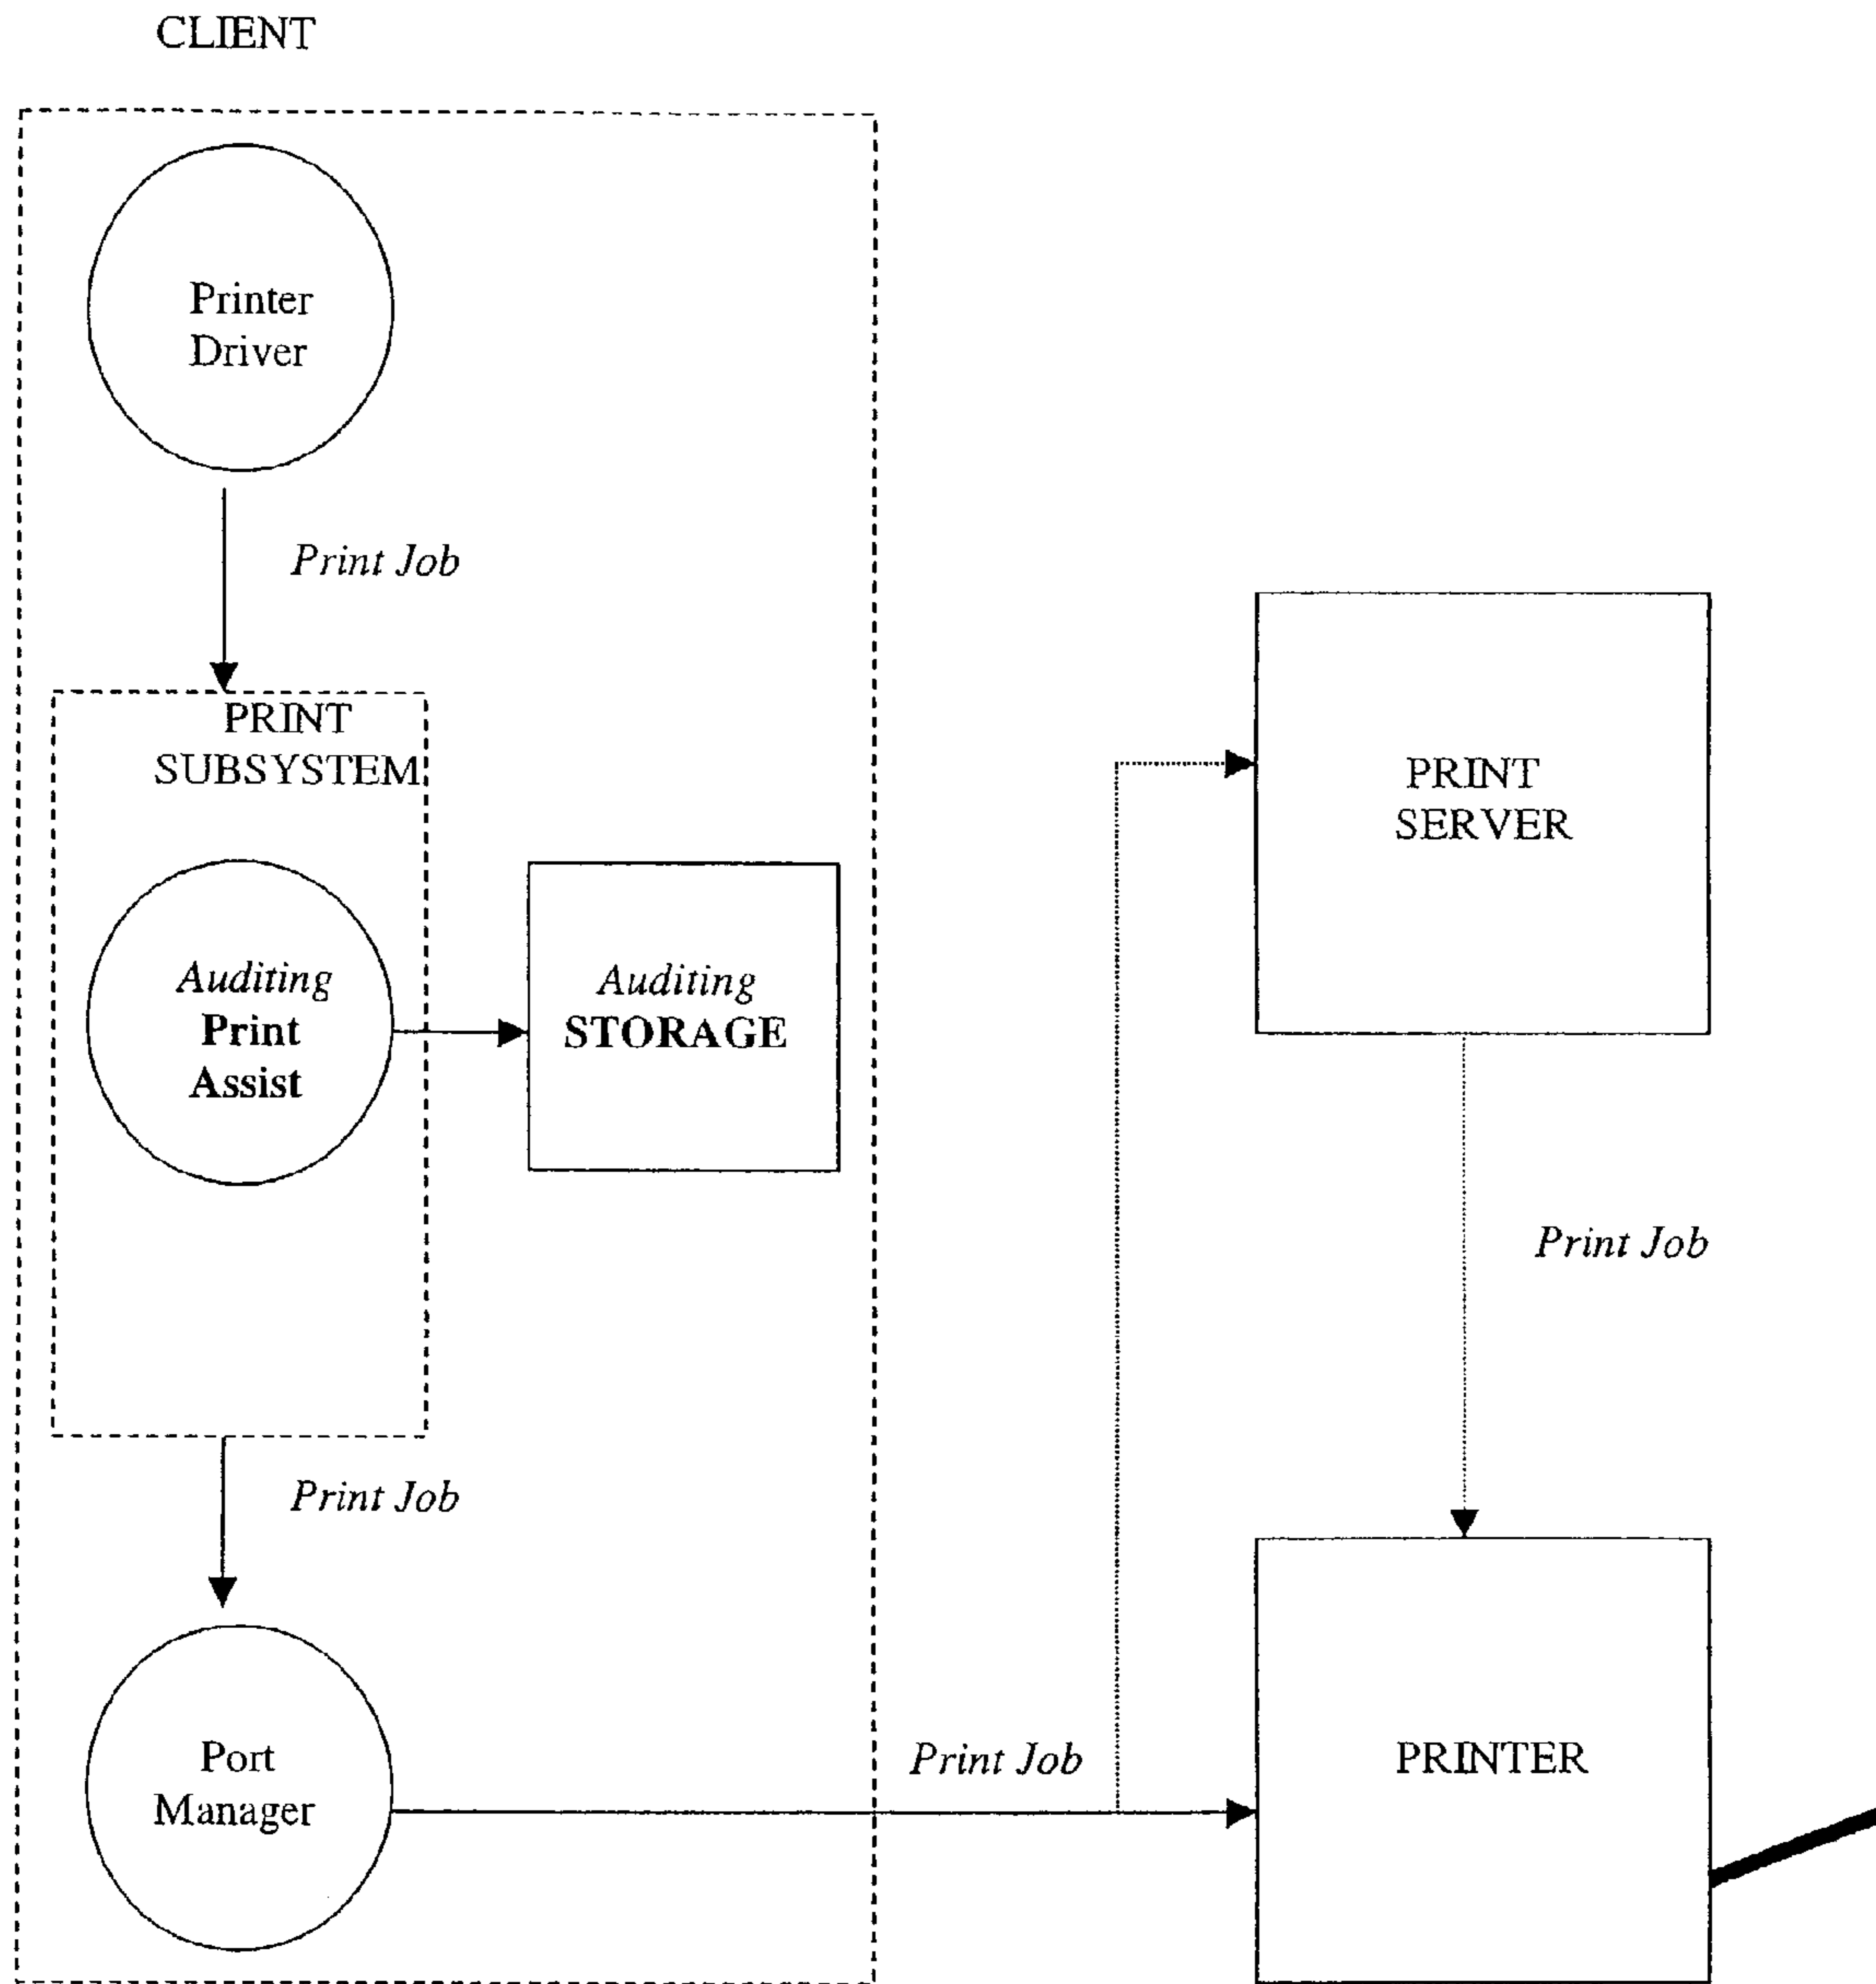 CLIENT
Printer
Driver
Print Job
PRINT
SUBSYSTEM
Auditing
Print
Assist
Auditing
STORAGE
Print Job
Port
Manager
Print Job
PRINT
SERVER
Print Job
PRINTER